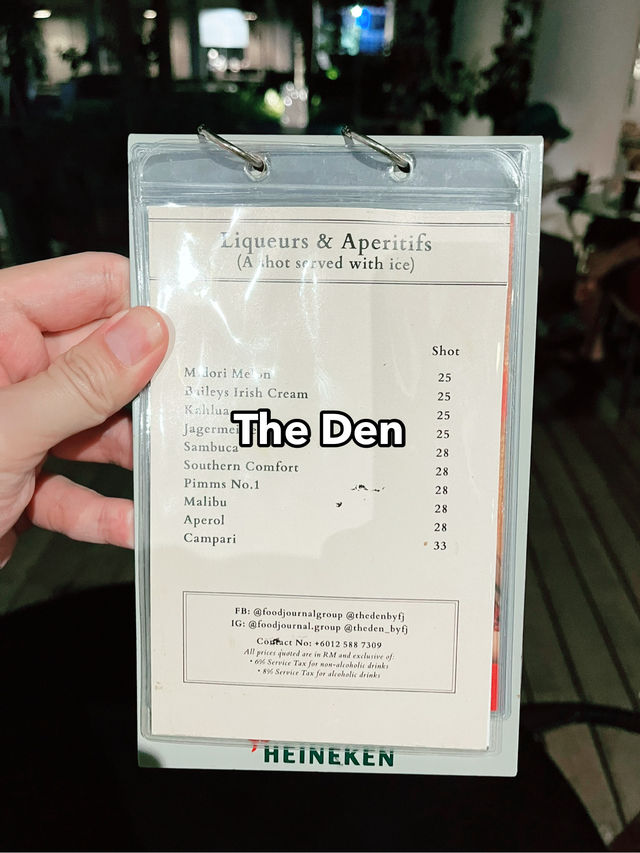 Liqueurs & Aperitifs
(A shot served with ice)
Shot
Midori Melon 25
Baileys Irish Cream 25
Kahlua 25
Jagermeister 25
The Den
Sambuca 28
Southern Comfort 28
Pimms No.1 28
Malibu 28
Aperol 28
Campari 33
FB: @foodjournalgroup @thedenbyfj
IG: @foodjournal.group @theden_byfj
Contact No: +6012 588 7309
All prices quoted are in RM and exclusive of:
• 6% Service Tax for non-alcoholic drinks
• 8% Service Tax for alcoholic drinks
HEINEKEN